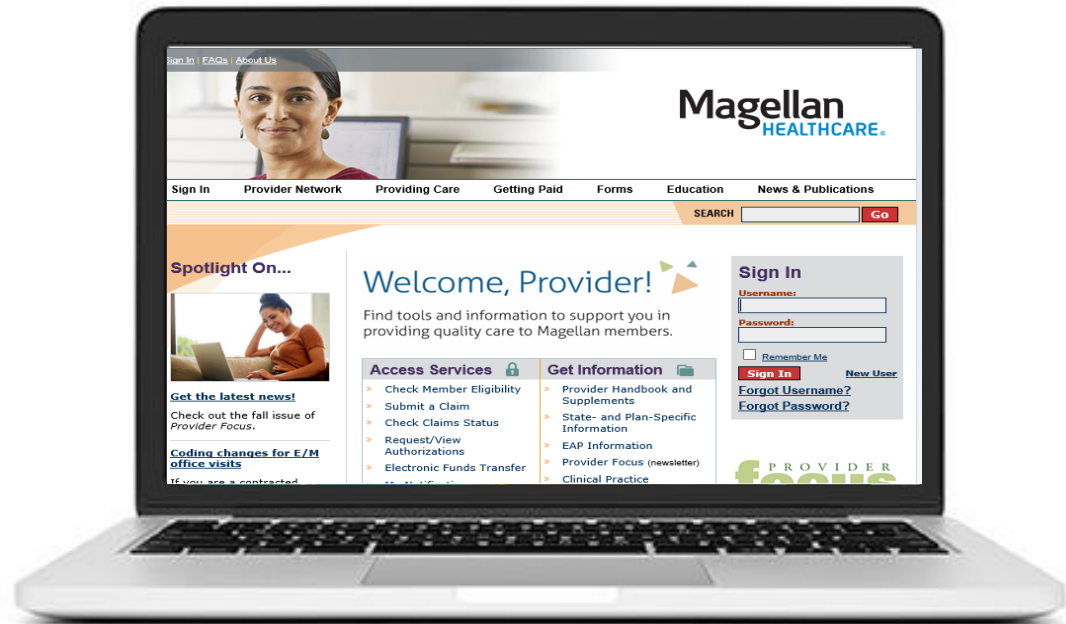 Sign In | FAQs | About Us
Magellan
HEALTHCARE®
Sign In Provider Network Providing Care Getting Paid Forms Education News & Publications
SEARCH Go
Spotlight On...
Get the latest news!
Check out the fall issue of
Provider Focus.
Coding changes for E/M
office visits
If you are a contracted
Welcome, Provider!
Find tools and information to support you in
providing quality care to Magellan members.
Access Services
» Check Member Eligibility
» Submit a Claim
» Check Claims Status
» Request/View
Authorizations
» Electronic Funds Transfer
Get Information
» Provider Handbook and
Supplements
» State- and Plan-Specific
Information
» EAP Information
» Provider Focus (newsletter)
» Clinical Practice
Sign In
Username:
Password:
Remember Me
Sign In New User
Forgot Username?
Forgot Password?
PROVIDER
focus